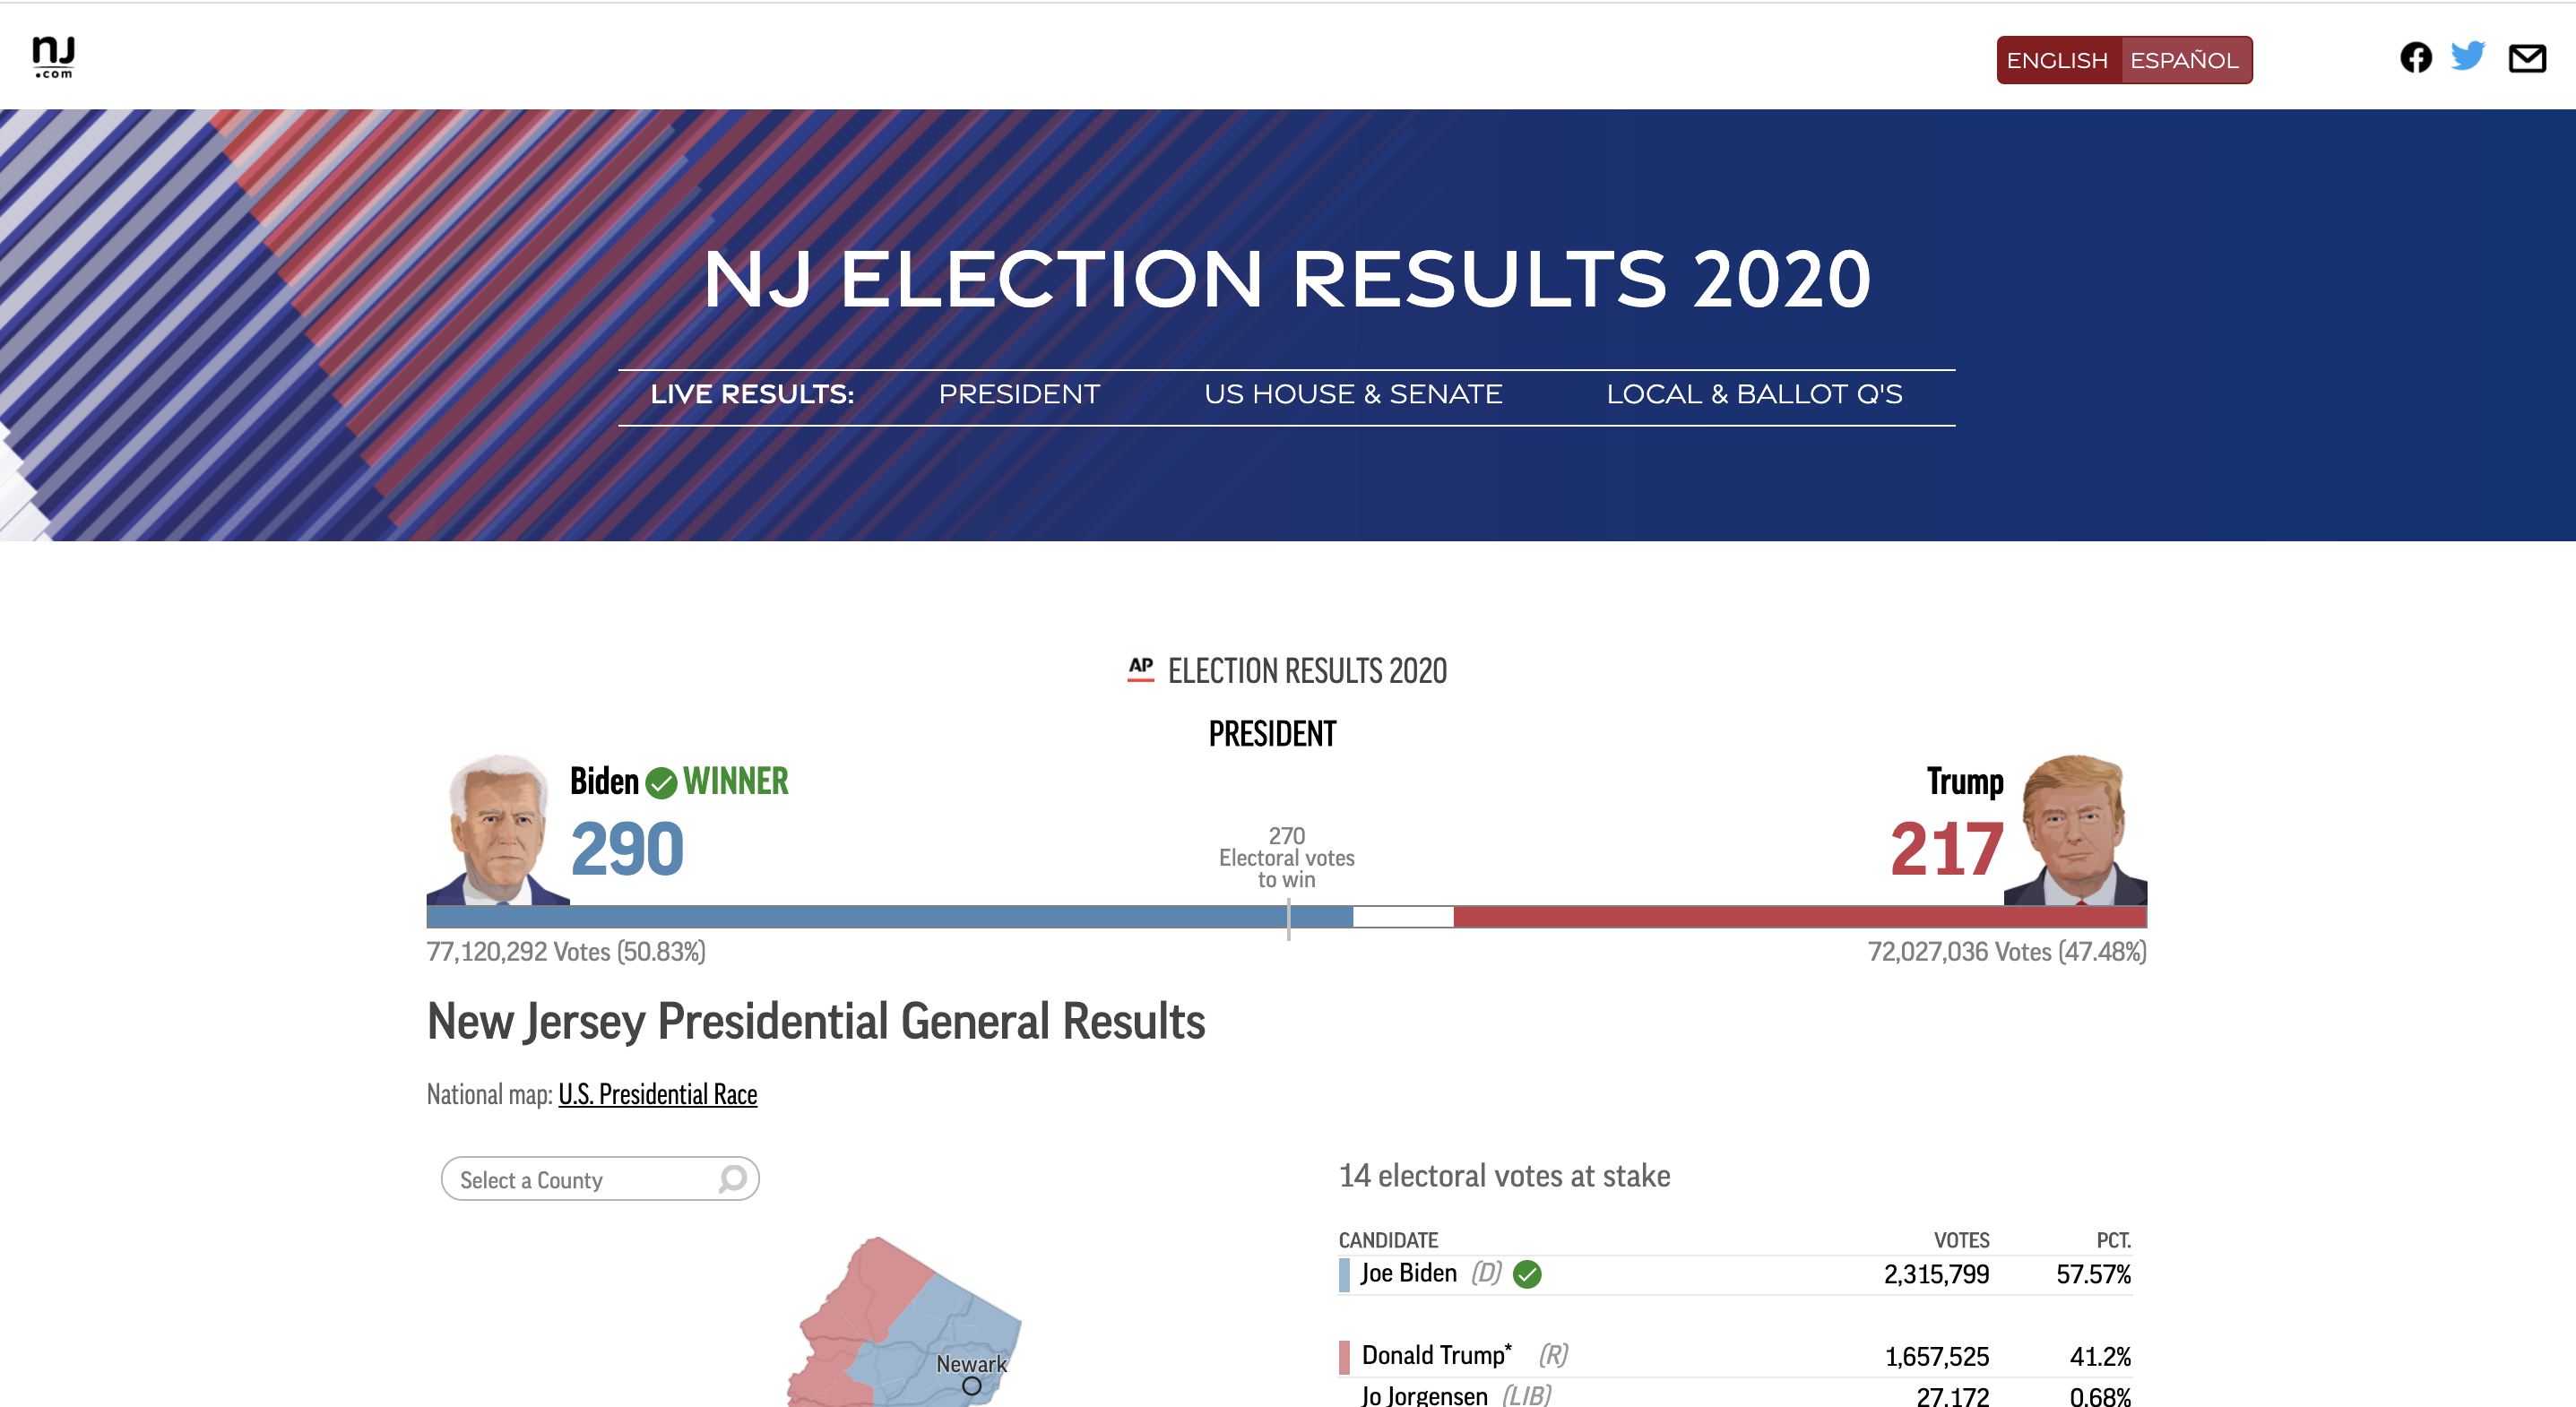 nj
.com
ENGLISH ESPAÑOL
NJ ELECTION RESULTS 2020
LIVE RESULTS: PRESIDENT US HOUSE & SENATE LOCAL & BALLOT Q'S
AP ELECTION RESULTS 2020
PRESIDENT
Biden WINNER
290
270
Electoral votes
to win
Trump
217
77,120,292 Votes (50.83%)
72,027,036 Votes (47.48%)
New Jersey Presidential General Results
National map: U.S. Presidential Race
Select a County
Newark
14 electoral votes at stake
CANDIDATE VOTES PCT.
Joe Biden (D) 2,315,799 57.57%
Donald Trump* (R) 1,657,525 41.2%
Jo Jorgensen (LIB) 27,172 0.68%